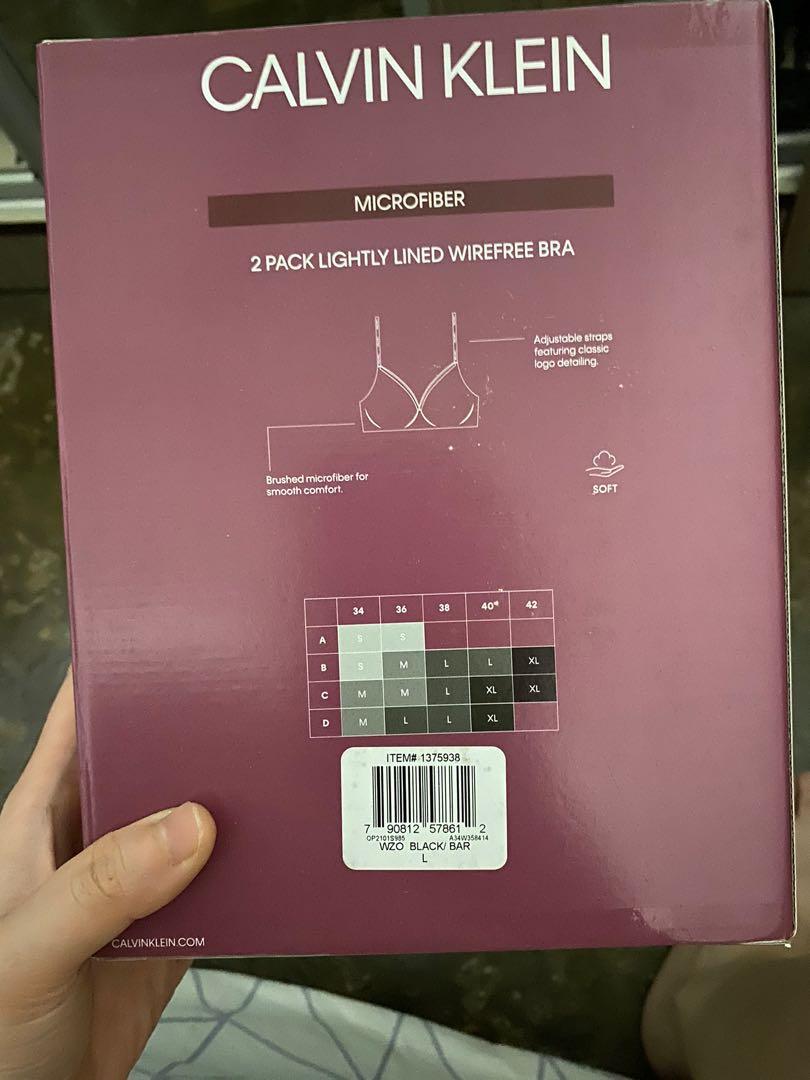 CALVIN KLEIN
MICROFIBER
2 PACK LIGHTLY LINED WIREFREE BRA
Adjustable straps
featuring classic
logo detailing.
Brushed microfiber for
smooth comfort.
SOFT
34 36 38 40 42
A S S
B S M L L XL
C M M L XL XL
D M L L XL
ITEM# 1375938
7 90812 57861 2
OP2101S985 A34W358414
WZO BLACK/ BAR
L
CALVINKLEIN.COM